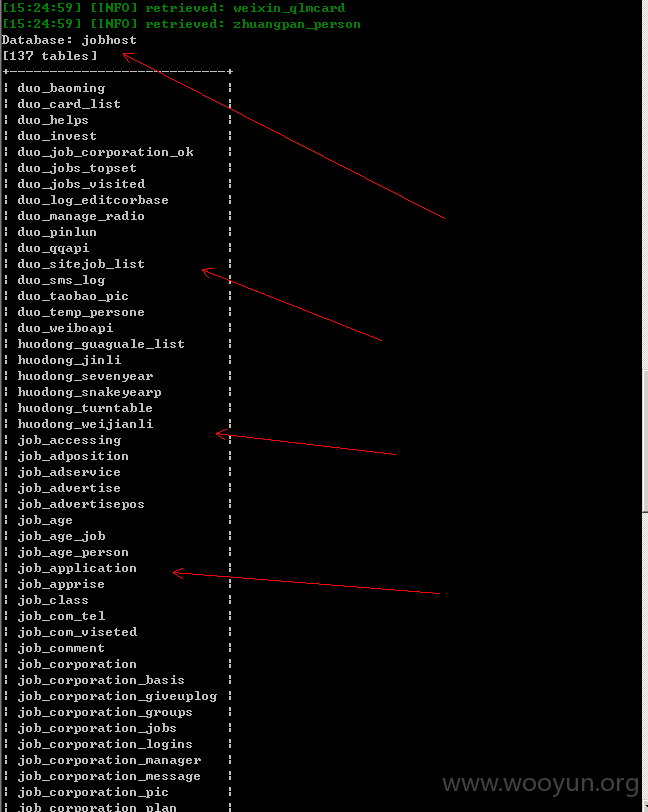 [15:24:59] [INFO] retrieved: weixin_qlmcard
[15:24:59] [INFO] retrieved: zhuangpan_person
Database: jobhost
[137 tables]
+---------------------------+
| duo_baoming |
| duo_card_list |
| duo_helps |
| duo_invest |
| duo_job_corporation_ok |
| duo_jobs_topset |
| duo_jobs_visited |
| duo_log_editcorbase |
| duo_manage_radio |
| duo_pinlun |
| duo_qqapi |
| duo_sitejob_list |
| duo_sms_log |
| duo_taobao_pic |
| duo_temp_persone |
| duo_weiboapi |
| huodong_guaguale_list |
| huodong_jinli |
| huodong_sevenyear |
| huodong_snakeyearp |
| huodong_turntable |
| huodong_weijianli |
| job_accessing |
| job_adposition |
| job_adservice |
| job_advertise |
| job_advertisepos |
| job_age |
| job_age_job |
| job_age_person |
| job_application |
| job_apprise |
| job_class |
| job_com_tel |
| job_com_viseted |
| job_comment |
| job_corporation |
| job_corporation_basis |
| job_corporation_giveuplog |
| job_corporation_groups |
| job_corporation_jobs |
| job_corporation_logins |
| job_corporation_manager |
| job_corporation_message |
| job_corporation_pic |
| job_corporation_plan |
www.wooyun.org